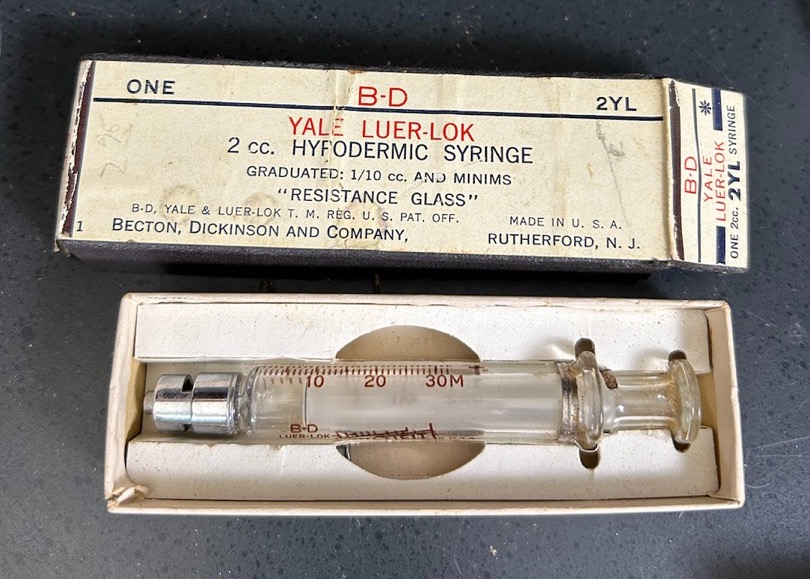 ONE B-D 2YL
YALE LUER-LOK
2 cc. HYPODERMIC SYRINGE
GRADUATED: 1/10 cc. AND MINIMS
"RESISTANCE GLASS"
B-D, YALE & LUER-LOK T. M. REG. U. S. PAT. OFF. MADE IN U. S. A.
1 BECTON, DICKINSON AND COMPANY, RUTHERFORD, N. J.
B-D *
YALE
LUER-LOK
ONE 2cc. 2YL SYRINGE
10 20 30M
B-D
LUER-LOK